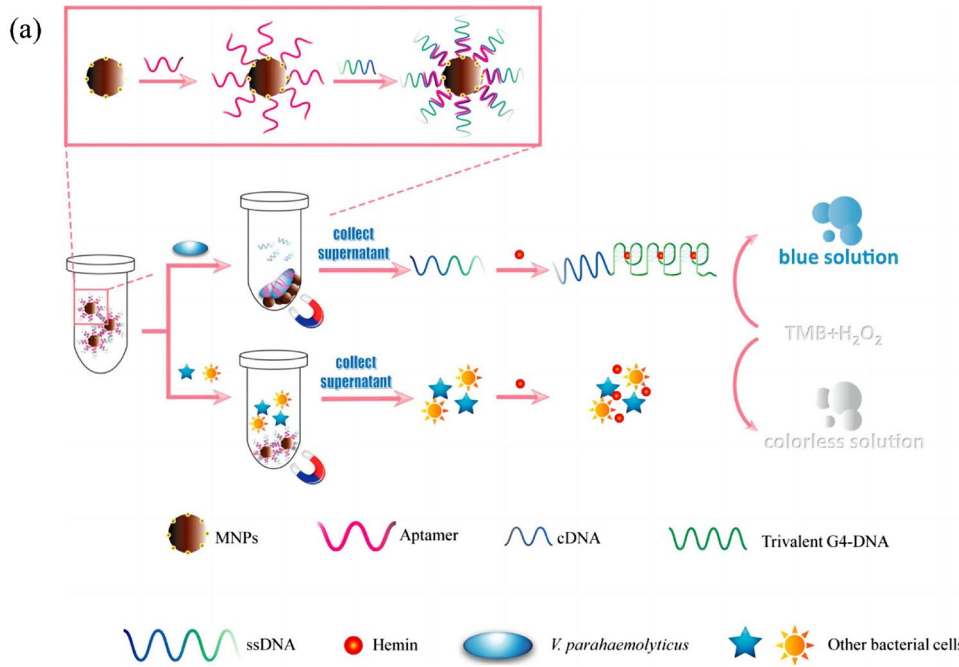 (a)
collect
supernatant
blue solution
TMB+H₂O₂
collect
supernatant
colorless solution
MNPs
Aptamer
cDNA
Trivalent G4-DNA
ssDNA
Hemin
V. parahaemolyticus
Other bacterial cells